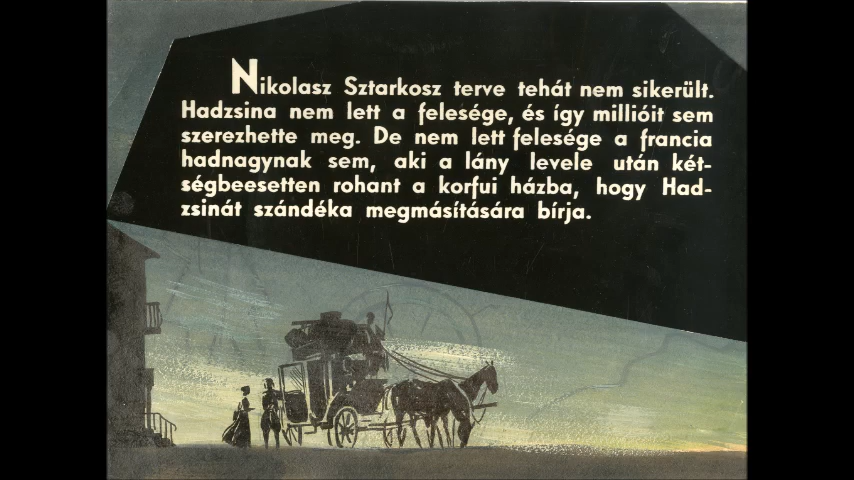 Nikolasz Sztarkosz terve tehát nem sikerült.
Hadzsina nem lett a felesége, és így millióit sem
szerezhette meg. De nem lett felesége a francia
hadnagynak sem, aki a lány levele után két-
ségbeesetten rohant a korfui házba, hogy Had-
zsinát szándéka megmásítására bírja.